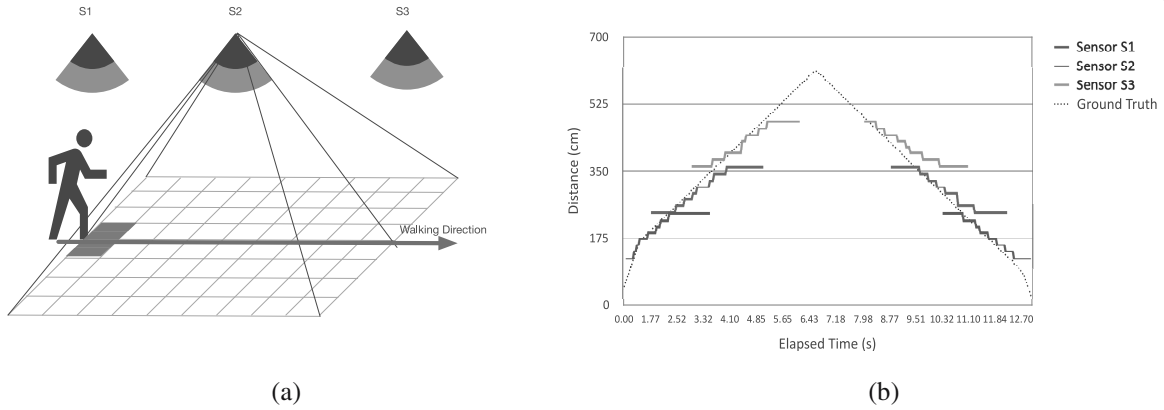 S1
S2
S3
Walking Direction
(a)
700
525
350
175
0
Distance (cm)
0.00 1.77 2.52 3.32 4.10 4.85 5.65 6.43 7.18 7.98 8.77 9.51 10.32 11.10 11.84 12.70
Elapsed Time (s)
Sensor S1
Sensor S2
Sensor S3
Ground Truth
(b)